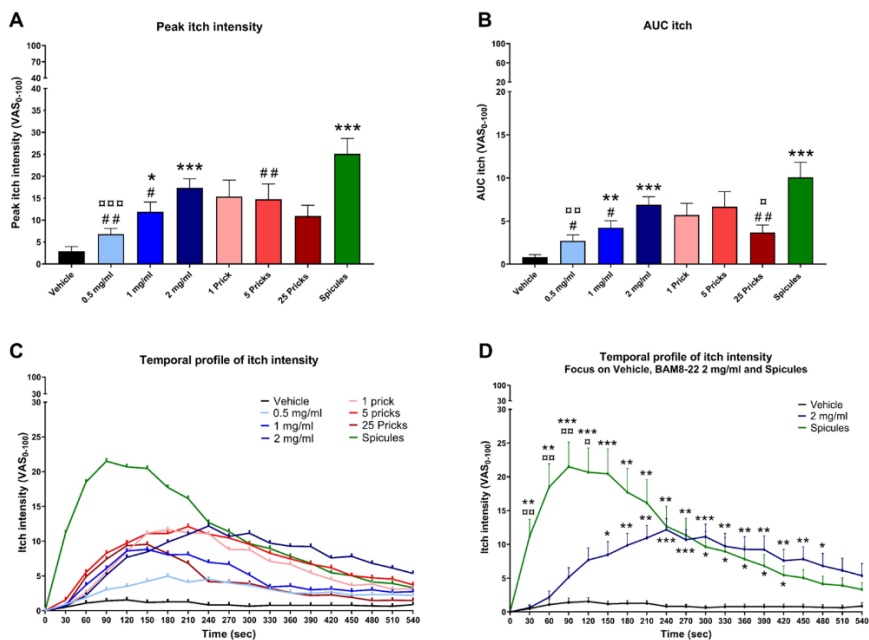 A
Peak itch intensity
Peak itch intensity (VAS0-100)
100
80
60
40
30
25
20
15
10
5
0
¤¤¤
##
*
#
***
##
***
Vehicle
0.5 mg/ml
1 mg/ml
2 mg/ml
1 Prick
5 Pricks
25 Pricks
Spicules
B
AUC itch
AUC itch (VAS0-100)
100
80
60
40
20
15
10
5
0
¤¤
#
**
#
***
¤
##
***
Vehicle
0.5 mg/ml
1 mg/ml
2 mg/ml
1 Prick
5 Pricks
25 Pricks
Spicules
C
Temporal profile of itch intensity
Vehicle
0.5 mg/ml
1 mg/ml
2 mg/ml
1 prick
5 pricks
25 Pricks
Spicules
Itch intensity (VAS0-100)
100
30
25
20
15
10
5
0
0 30 60 90 120 150 180 210 240 270 300 330 360 390 420 450 480 510 540
Time (sec)
D
Temporal profile of itch intensity
Focus on Vehicle, BAM8-22 2 mg/ml and Spicules
Vehicle
2 mg/ml
Spicules
Itch intensity (VAS0-100)
100
30
25
20
15
10
5
0
*** *** ***
** ¤¤ ¤
¤¤
** ** **
¤¤
** *** ** ** ** ** ** *
* ** **
*** *** * * * * *
0 30 60 90 120 150 180 210 240 270 300 330 360 390 420 450 480 510 540
Time (sec)